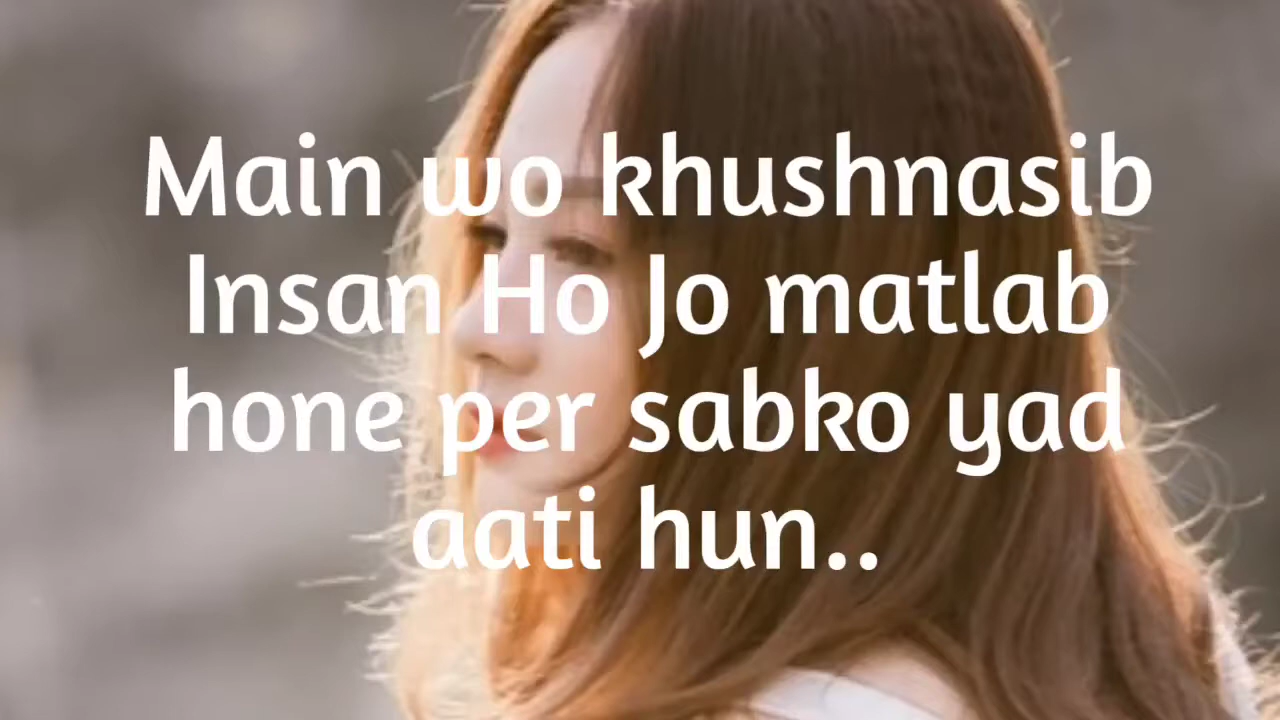 Main wo khushnasib
Insan Ho Jo matlab
hone per sabko yad
aati hun..